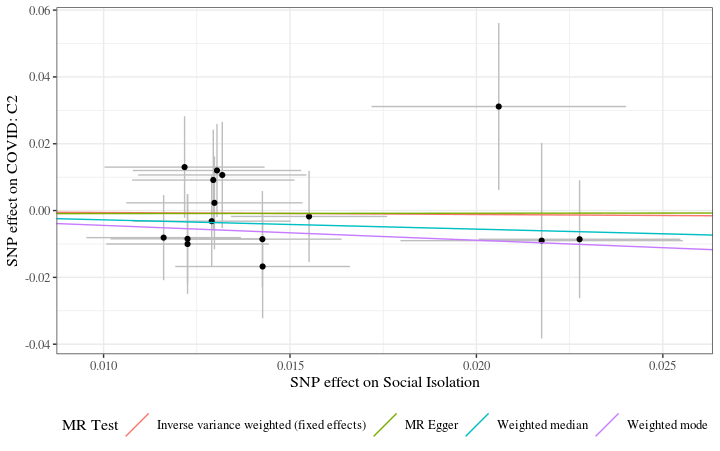 0.06
0.04
0.02
0.00
-0.02
-0.04
SNP effect on COVID: C2
0.010
0.015
0.020
0.025
SNP effect on Social Isolation
MR Test
Inverse variance weighted (fixed effects)
MR Egger
Weighted median
Weighted mode